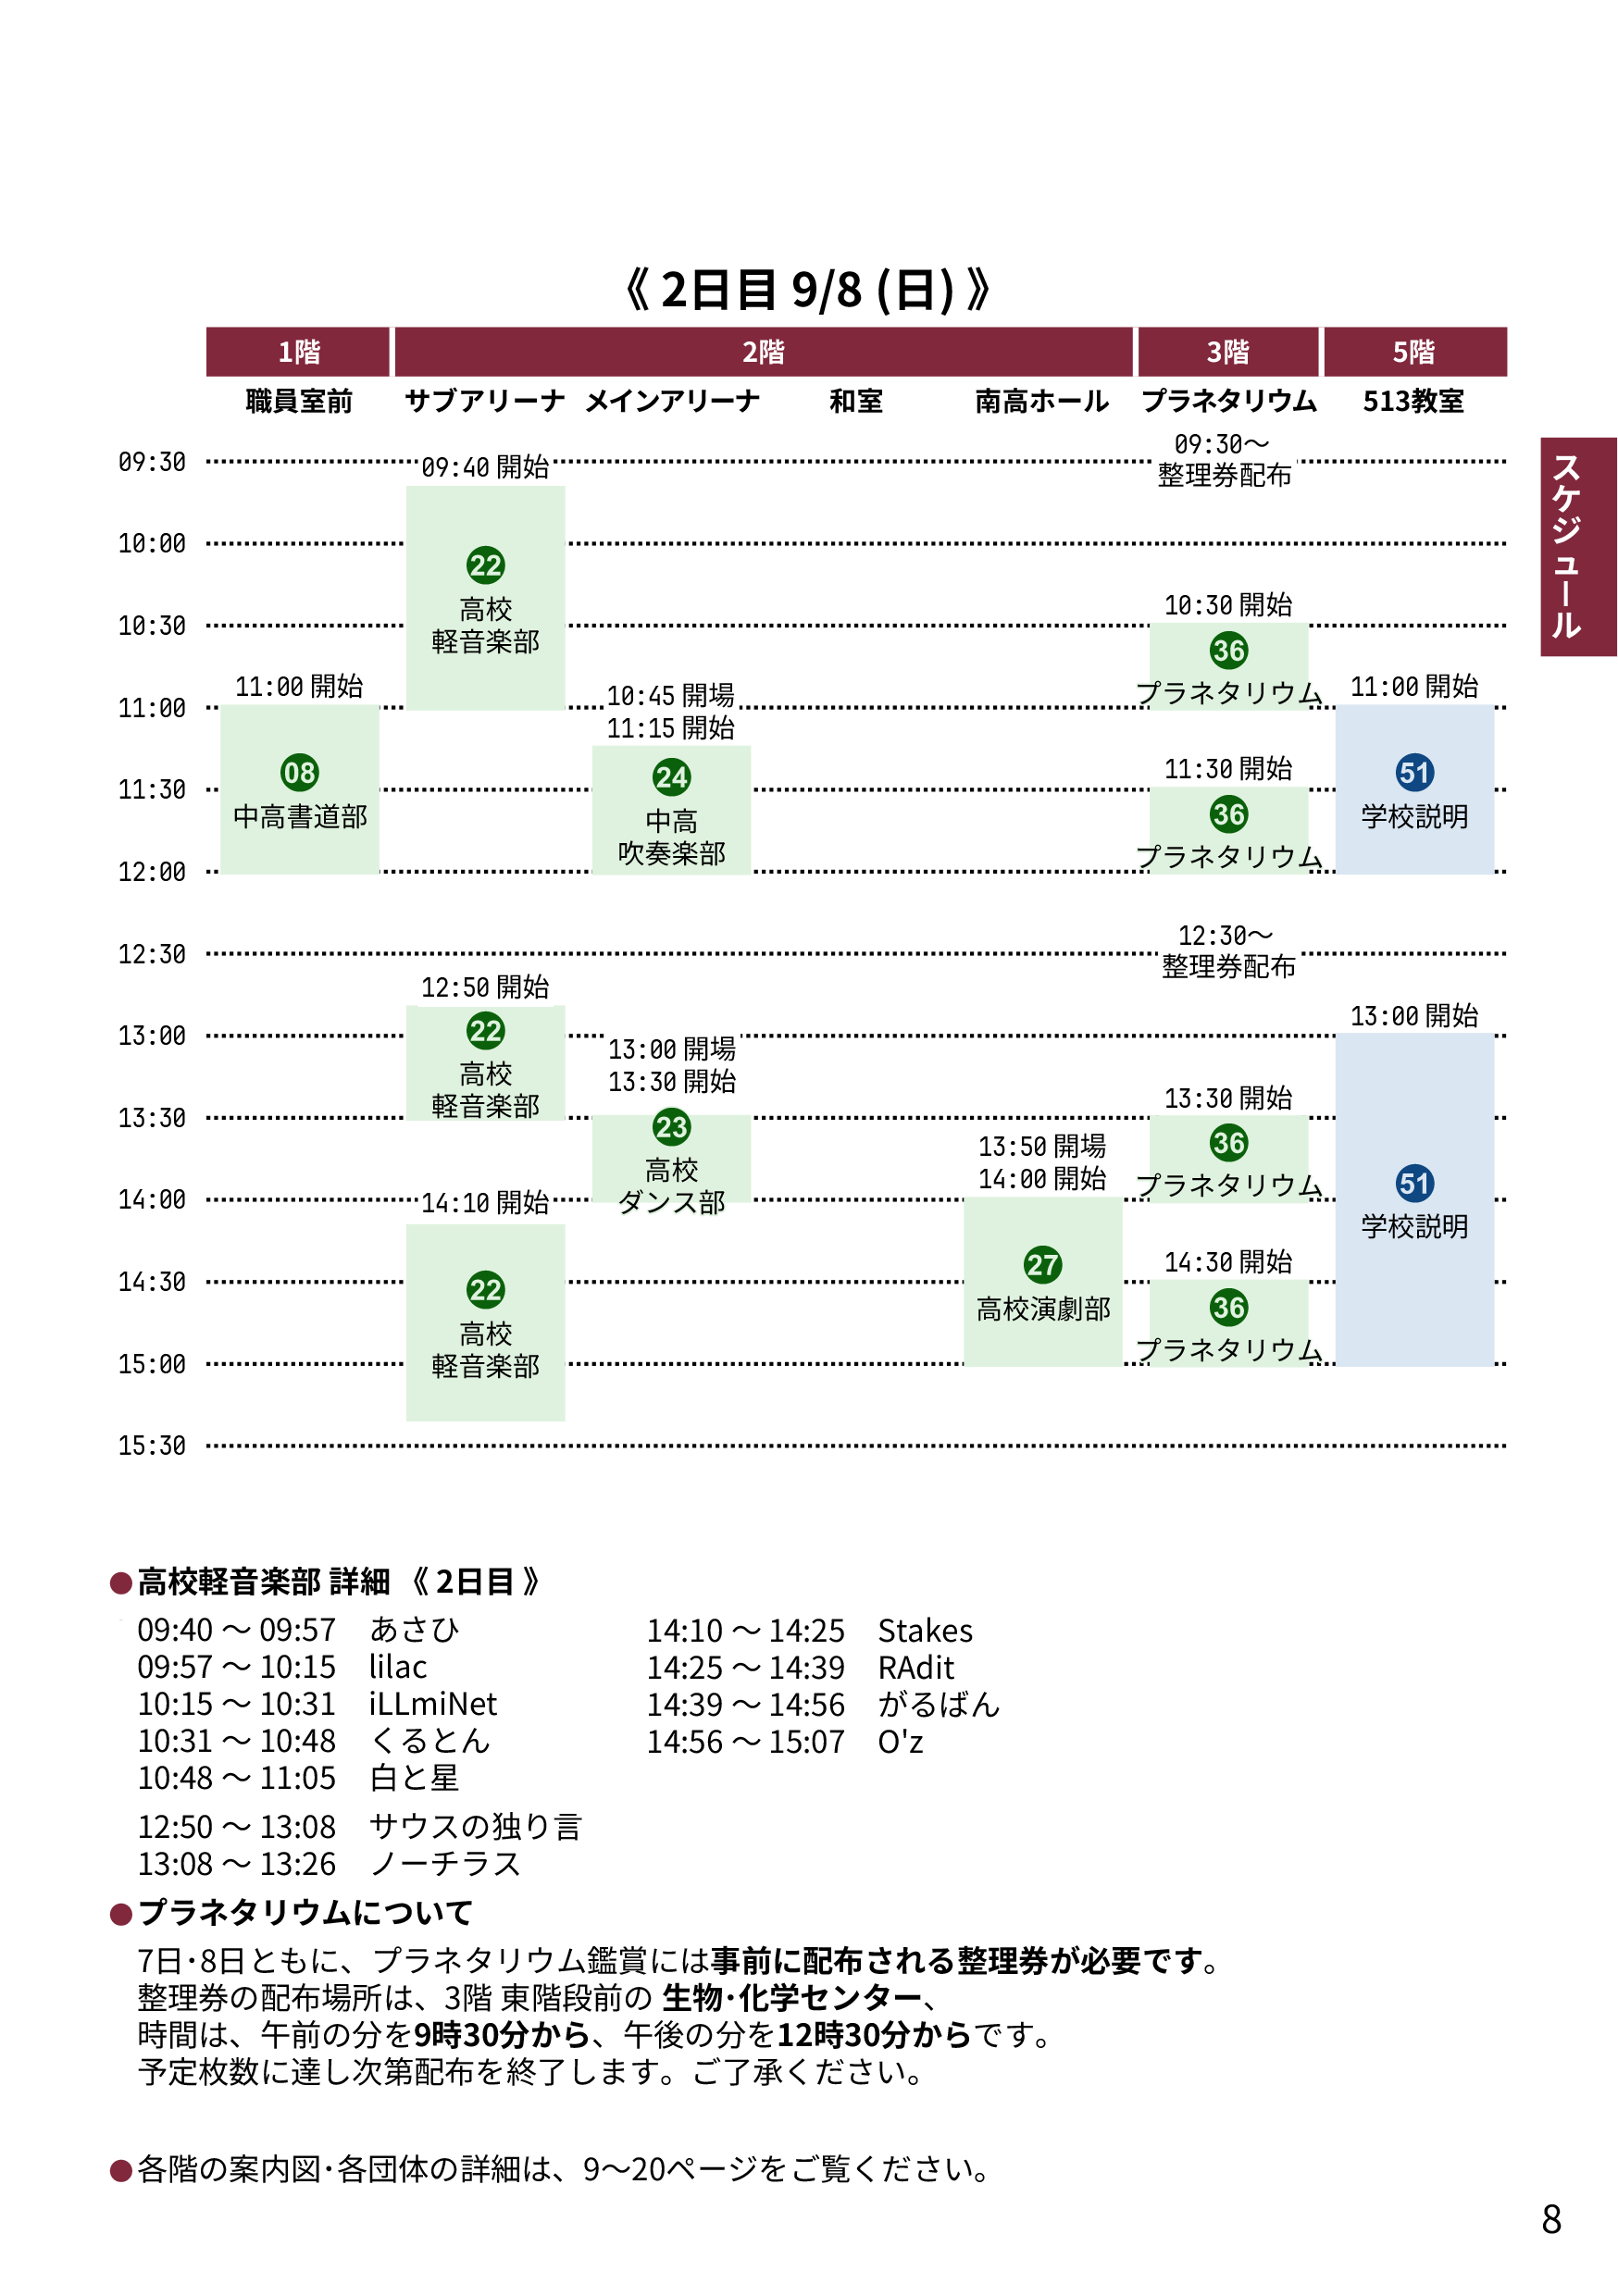 《 2日目 9/8 (日) 》
1階 2階 3階 5階
職員室前 サブアリーナ メインアリーナ 和室 南高ホール プラネタリウム 513教室
09:30～
整理券配布
09:30
09:40 開始
10:00
22
高校
軽音楽部
10:30
10:30 開始
36
プラネタリウム
11:00 開始
10:45 開場
11:15 開始
11:00 開始
11:00
08
中高書道部
24
中高
吹奏楽部
11:30 開始
36
プラネタリウム
51
学校説明
11:30
12:00
12:30～
整理券配布
12:30
12:50 開始
22
高校
軽音楽部
13:00 開始
13:00
13:00 開場
13:30 開始
23
高校
ダンス部
13:30 開始
36
プラネタリウム
13:30
13:50 開場
14:00 開始
27
高校演劇部
51
学校説明
14:00
14:10 開始
22
高校
軽音楽部
14:30 開始
36
プラネタリウム
14:30
15:00
15:30
スケジュール
●高校軽音楽部 詳細 《 2日目 》
09:40 ～ 09:57 あさひ
09:57 ～ 10:15 lilac
10:15 ～ 10:31 iLLmiNet
10:31 ～ 10:48 くるとん
10:48 ～ 11:05 白と星
12:50 ～ 13:08 サウスの独り言
13:08 ～ 13:26 ノーチラス
14:10 ～ 14:25 Stakes
14:25 ～ 14:39 RAdit
14:39 ～ 14:56 がるばん
14:56 ～ 15:07 O'z
●プラネタリウムについて
7日･8日ともに、プラネタリウム鑑賞には事前に配布される整理券が必要です。
整理券の配布場所は、3階 東階段前の 生物･化学センター、
時間は、午前の分を9時30分から、午後の分を12時30分からです。
予定枚数に達し次第配布を終了します。ご了承ください。
●各階の案内図･各団体の詳細は、9～20ページをご覧ください。
8